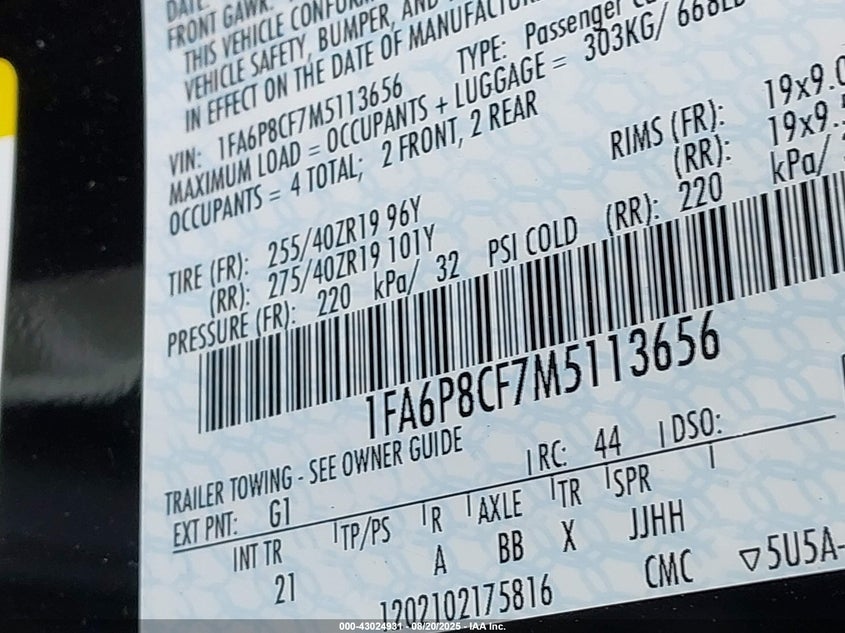 DATE:
FRONT GAWR:
THIS VEHICLE
VEHICLE SAFETY, BUMPER, AND
IN EFFECT ON THE DATE OF
VIN: 1FA6P8CF7M5113656 TYPE: Passenger
MAXIMUM LOAD = OCCUPANTS + LUGGAGE = 303KG/ 668LB
OCCUPANTS = 4 TOTAL; 2 FRONT, 2 REAR
RIMS (FR): 19x9.0
TIRE (FR): 255/40ZR19 96Y (RR): 19x9.
(RR): 275/40ZR19 101Y
PRESSURE (FR): 220 kPa/ 32 PSI COLD (RR): 220 kPa/
1FA6P8CF7M5113656
TRAILER TOWING - SEE OWNER GUIDE
EXT PNT: G1 RC: 44 DSO:
INT TR TP/PS R AXLE TR SPR
21 A BB X JJHH
1202102175816 CMC 5U5A-
000-43024931 - 08/20/2025 - IAA Inc.